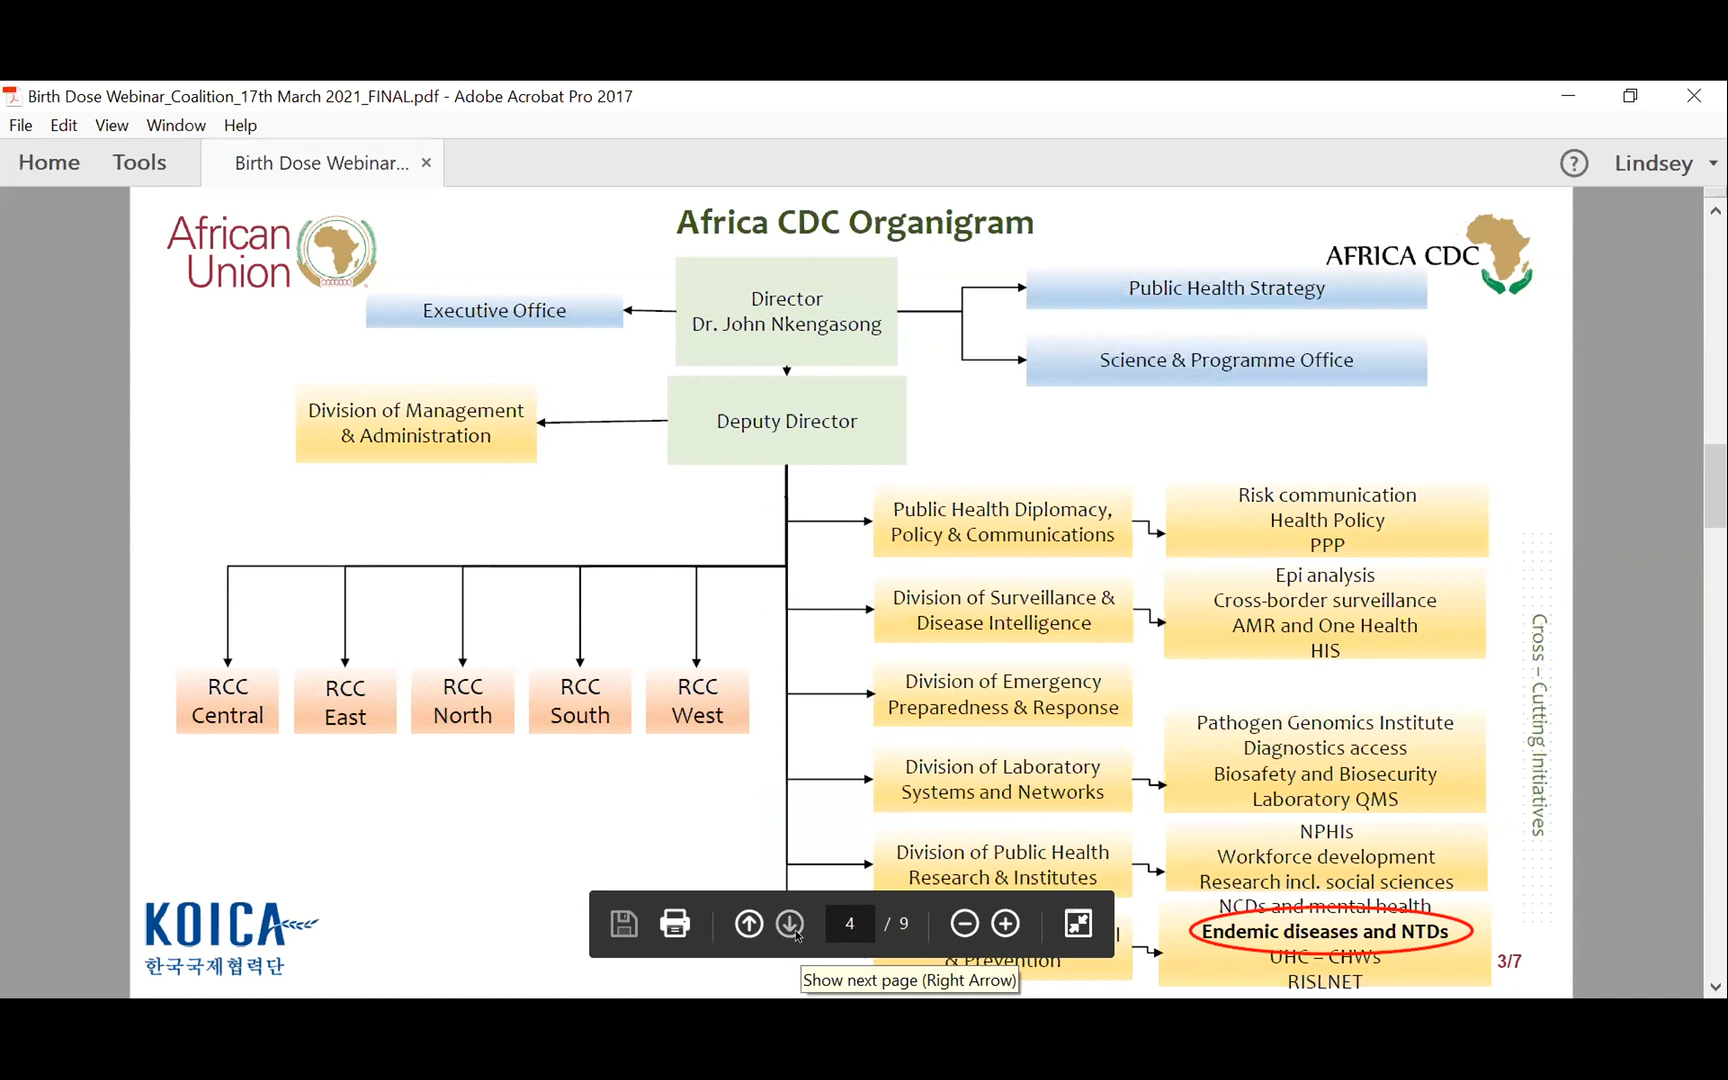 Birth Dose Webinar_Coalition_17th March 2021_FINAL.pdf - Adobe Acrobat Pro 2017
File Edit View Window Help
Home Tools Birth Dose Webinar... × ? Lindsey
African
Union
Africa CDC Organigram
AFRICA CDC
Director
Dr. John Nkengasong
Executive Office
Public Health Strategy
Science & Programme Office
Deputy Director
Division of Management
& Administration
Public Health Diplomacy,
Policy & Communications
Risk communication
Health Policy
PPP
Division of Surveillance &
Disease Intelligence
Epi analysis
Cross-border surveillance
AMR and One Health
HIS
RCC
Central
RCC
East
RCC
North
RCC
South
RCC
West
Division of Emergency
Preparedness & Response
Division of Laboratory
Systems and Networks
Pathogen Genomics Institute
Diagnostics access
Biosafety and Biosecurity
Laboratory QMS
Division of Public Health
Research & Institutes
NPHIs
Workforce development
Research incl. social sciences
& Prevention
NCDs and mental health
Endemic diseases and NTDs
UHC – CHWs
RISLNET
Cross – Cutting Initiatives
KOICA
한국국제협력단
4 / 9
Show next page (Right Arrow)
3/7